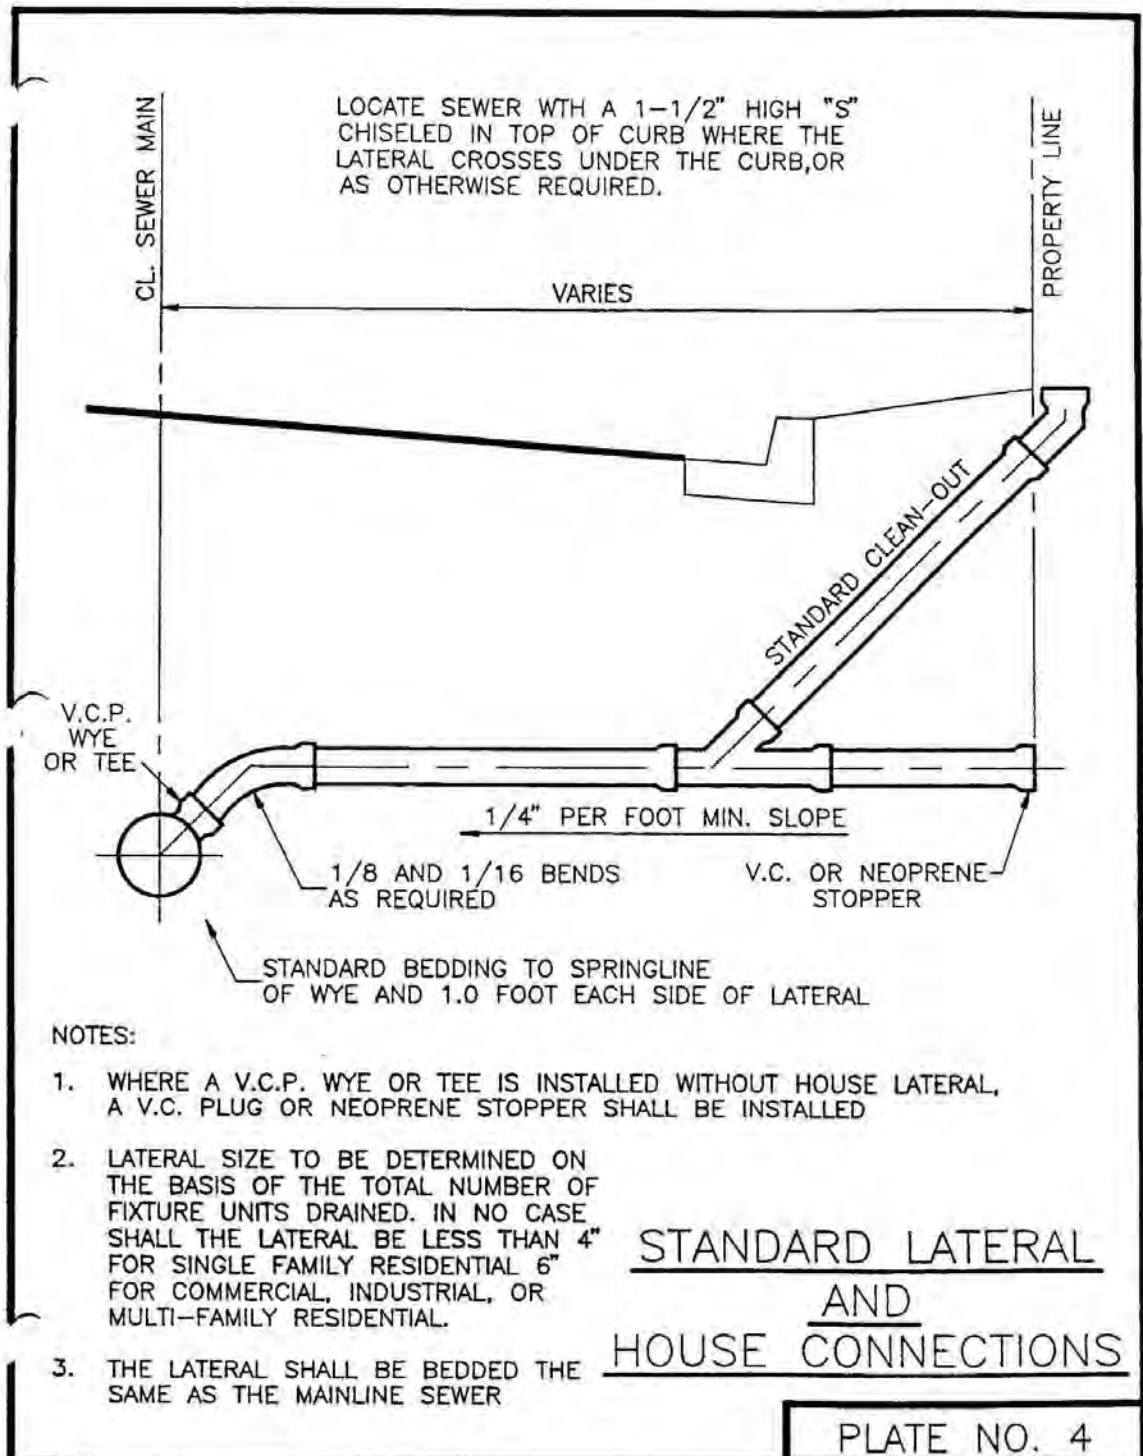 CL. SEWER MAIN
LOCATE SEWER WTH A 1-1/2" HIGH "S"
CHISELED IN TOP OF CURB WHERE THE
LATERAL CROSSES UNDER THE CURB,OR
AS OTHERWISE REQUIRED.
PROPERTY LINE
VARIES
STANDARD CLEAN-OUT
V.C.P.
WYE
OR TEE
1/4" PER FOOT MIN. SLOPE
1/8 AND 1/16 BENDS
AS REQUIRED
V.C. OR NEOPRENE
STOPPER
STANDARD BEDDING TO SPRINGLINE
OF WYE AND 1.0 FOOT EACH SIDE OF LATERAL
NOTES:
1. WHERE A V.C.P. WYE OR TEE IS INSTALLED WITHOUT HOUSE LATERAL,
A V.C. PLUG OR NEOPRENE STOPPER SHALL BE INSTALLED
2. LATERAL SIZE TO BE DETERMINED ON
THE BASIS OF THE TOTAL NUMBER OF
FIXTURE UNITS DRAINED. IN NO CASE
SHALL THE LATERAL BE LESS THAN 4"
FOR SINGLE FAMILY RESIDENTIAL 6"
FOR COMMERCIAL, INDUSTRIAL, OR
MULTI-FAMILY RESIDENTIAL.
3. THE LATERAL SHALL BE BEDDED THE
SAME AS THE MAINLINE SEWER
STANDARD LATERAL
AND
HOUSE CONNECTIONS
PLATE NO. 4